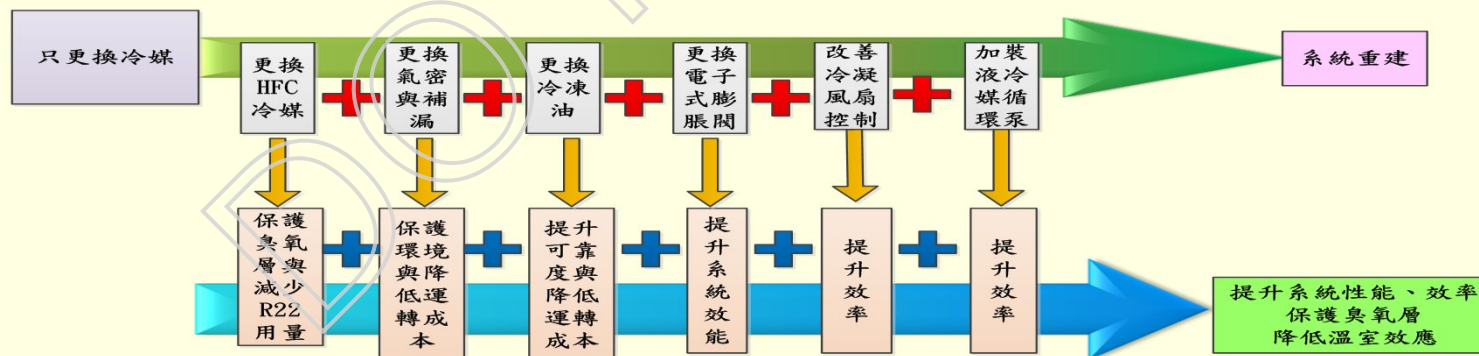 只更換冷媒
更換
HFC
冷媒
更換
氣密
與補
漏
更換
冷凍
油
更換
電子
式膨
脹閥
改善
冷凝
風扇
控制
加裝
液冷
媒循
環泵
系統重建
保護
臭氧
層與
減少
R22
用量
保護
環境
與降
低運
轉成
本
提升
可靠
度與
降低
運轉
成本
提
升
系
統
效
能
提
升
效
率
提
升
效
率
提升系統性能、效率
保護臭氧層
降低溫室效應